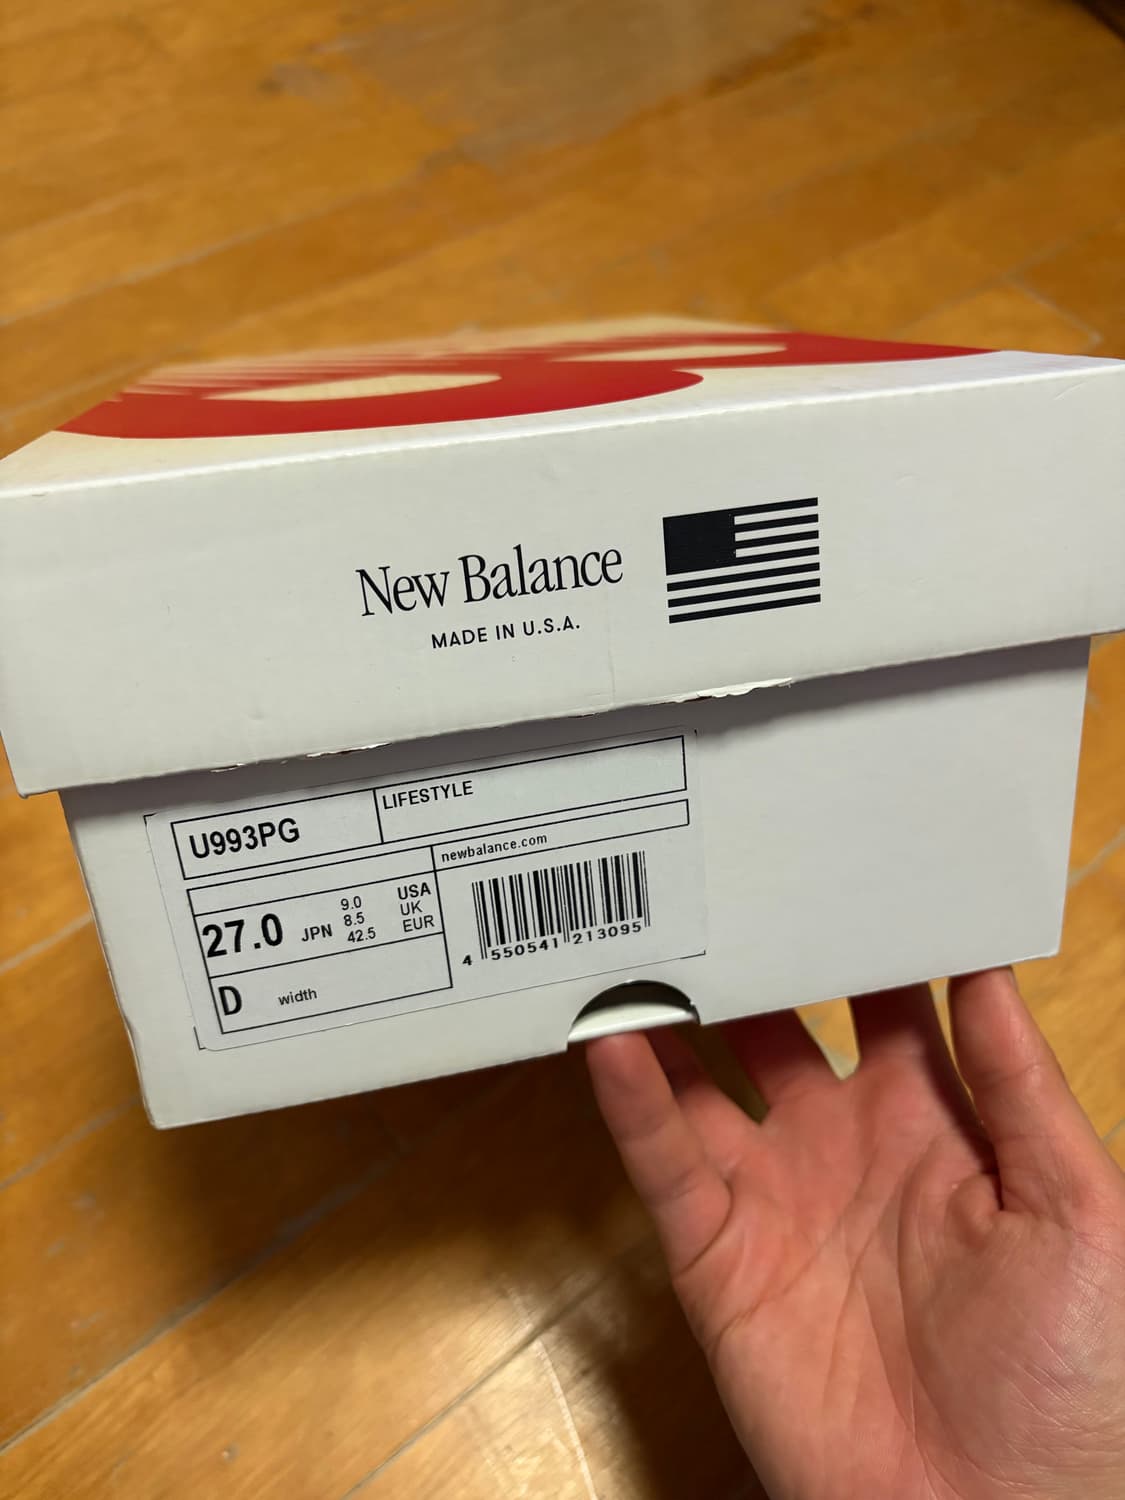 New Balance
MADE IN U.S.A.
U993PG
LIFESTYLE
newbalance.com
27.0 JPN
9.0 USA
8.5 UK
42.5 EUR
D width
4 550541 213095